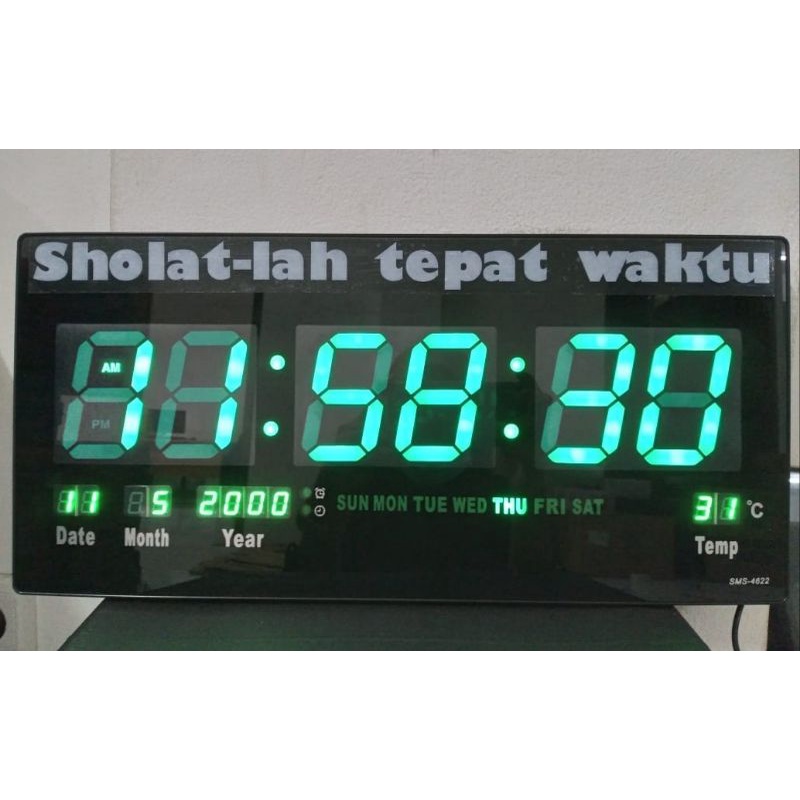 Sholat-lah tepat waktu
AM
PM
11:58:30
11 5 2000 SUN MON TUE WED THU FRI SAT 31 °C
Date Month Year Temp
SMS-4622